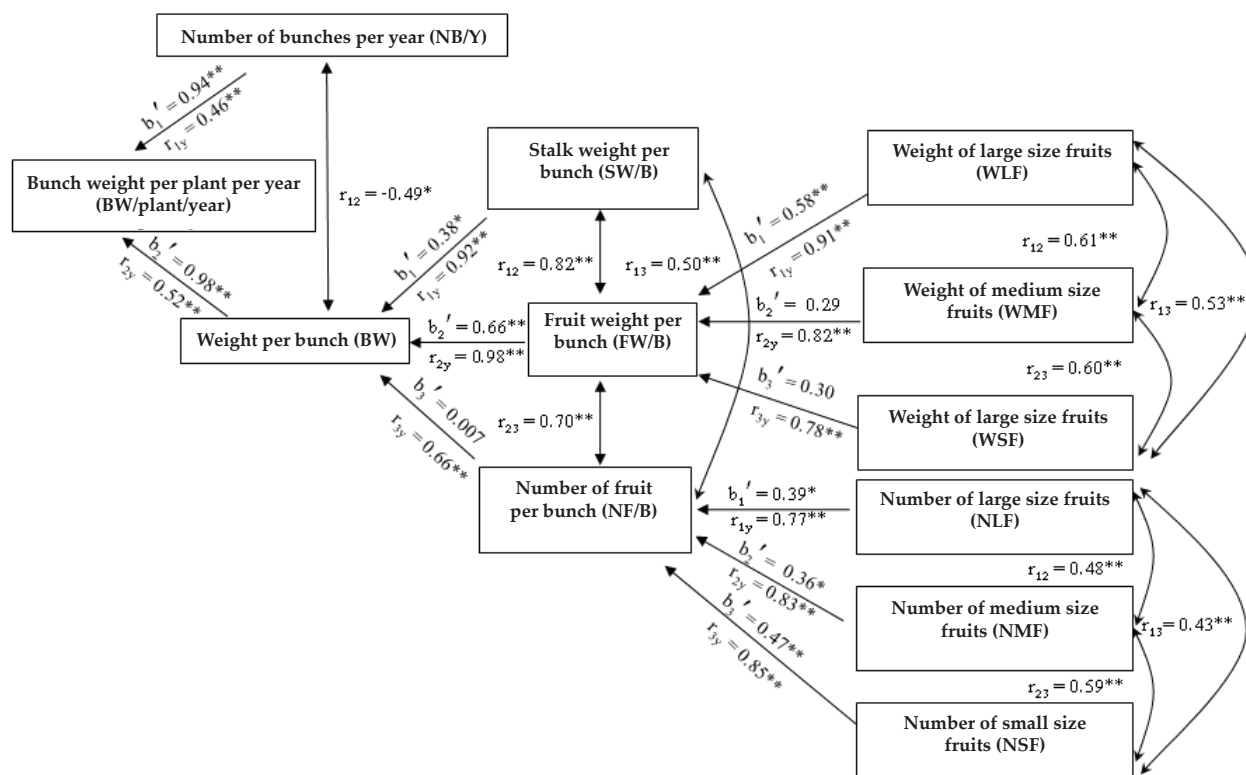 Number of bunches per year (NB/Y)
b₁′ = 0.94**
r₁y = 0.46**
Bunch weight per plant per year
(BW/plant/year)
r₁₂ = -0.49*
b₂′ = 0.98**
r₂y = 0.52**
Weight per bunch (BW)
Stalk weight per
bunch (SW/B)
b₁′ = 0.38*
r₁y = 0.92**
r₁₂ = 0.82**
r₁₃ = 0.50**
b₂′ = 0.66**
r₂y = 0.98**
Fruit weight per
bunch (FW/B)
b₃′ = 0.007
r₃y = 0.66**
r₂₃ = 0.70**
Number of fruit
per bunch (NF/B)
b₁′ = 0.58**
r₁y = 0.91**
Weight of large size fruits
(WLF)
r₁₂ = 0.61**
b₂′ = 0.29
r₂y = 0.82**
Weight of medium size
fruits (WMF)
r₁₃ = 0.53**
r₂₃ = 0.60**
b₃′ = 0.30
r₃y = 0.78**
Weight of large size fruits
(WSF)
b₁′ = 0.39*
r₁y = 0.77**
Number of large size fruits
(NLF)
r₁₂ = 0.48**
b₂′ = 0.36*
r₂y = 0.83**
Number of medium size
fruits (NMF)
r₁₃ = 0.43**
b₃′ = 0.47**
r₃y = 0.85**
r₂₃ = 0.59**
Number of small size
fruits (NSF)